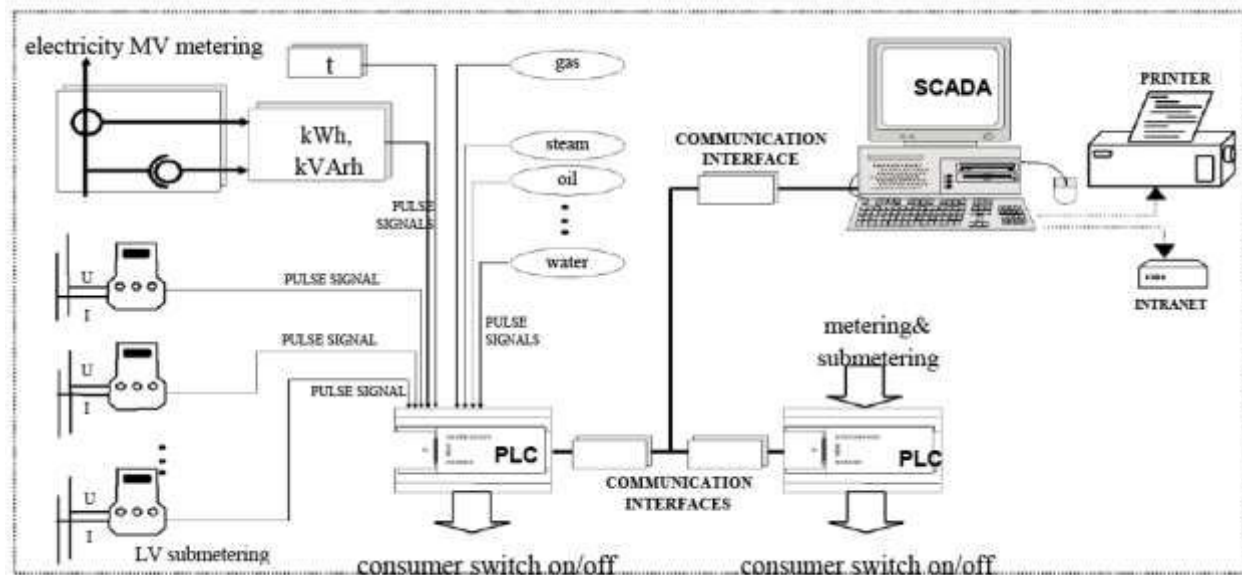 electricity MV metering
t
gas
SCADA
PRINTER
kWh,
kVArh
steam
COMMUNICATION
INTERFACE
oil
PULSE
SIGNALS
water
INTRANET
U
I
PULSE SIGNAL
PULSE
SIGNALS
metering&
submetering
U
I
PULSE SIGNAL
PULSE SIGNAL
PLC
PLC
COMMUNICATION
INTERFACES
U
I
LV submetering
consumer switch on/off
consumer switch on/off